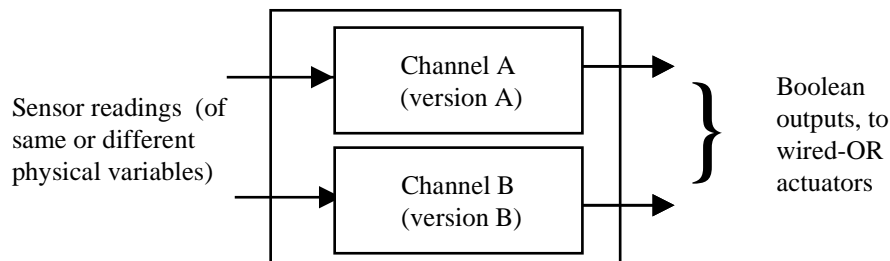 Sensor readings (of
same or different
physical variables)
Channel A
(version A)
Channel B
(version B)
Boolean
outputs, to
wired-OR
actuators